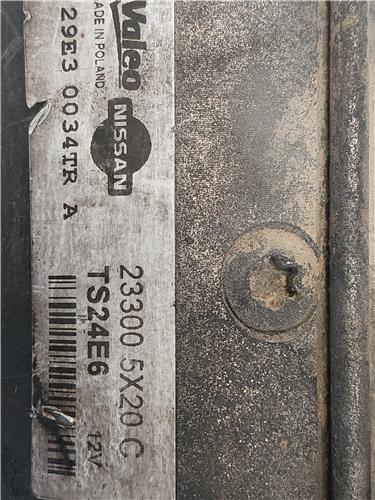 Valeo
MADE IN POLAND
29E3 0034TR A
NISSAN
23300 5X20 C
TS24E6
12V